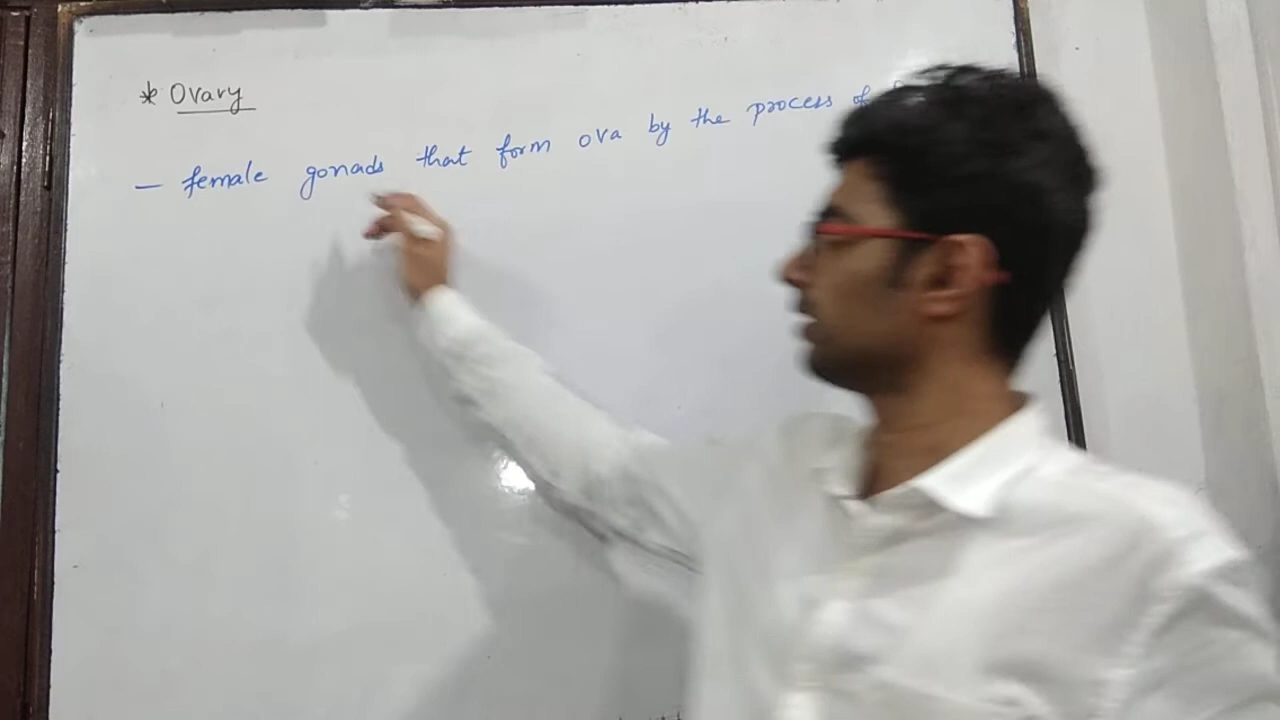 * Ovary
— female gonads that form ova by the process of